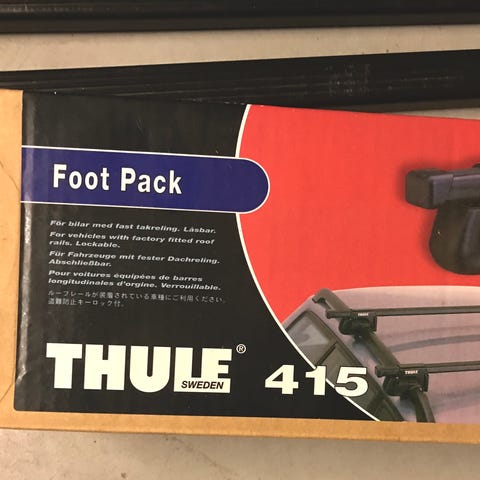 Foot Pack
För bilar med fast takreling. Låsbar.
For vehicles with factory fitted roof
rails. Lockable.
Für Fahrzeuge mit fester Dachreling.
Abschließbar.
Pour voitures équipées de barres
longitudinales d'orgine. Verrouillable.
ルーフレールが装着されている車種にご利用ください。
盗難防止キーロック付。
THULE®
SWEDEN
415
THULE
THULE